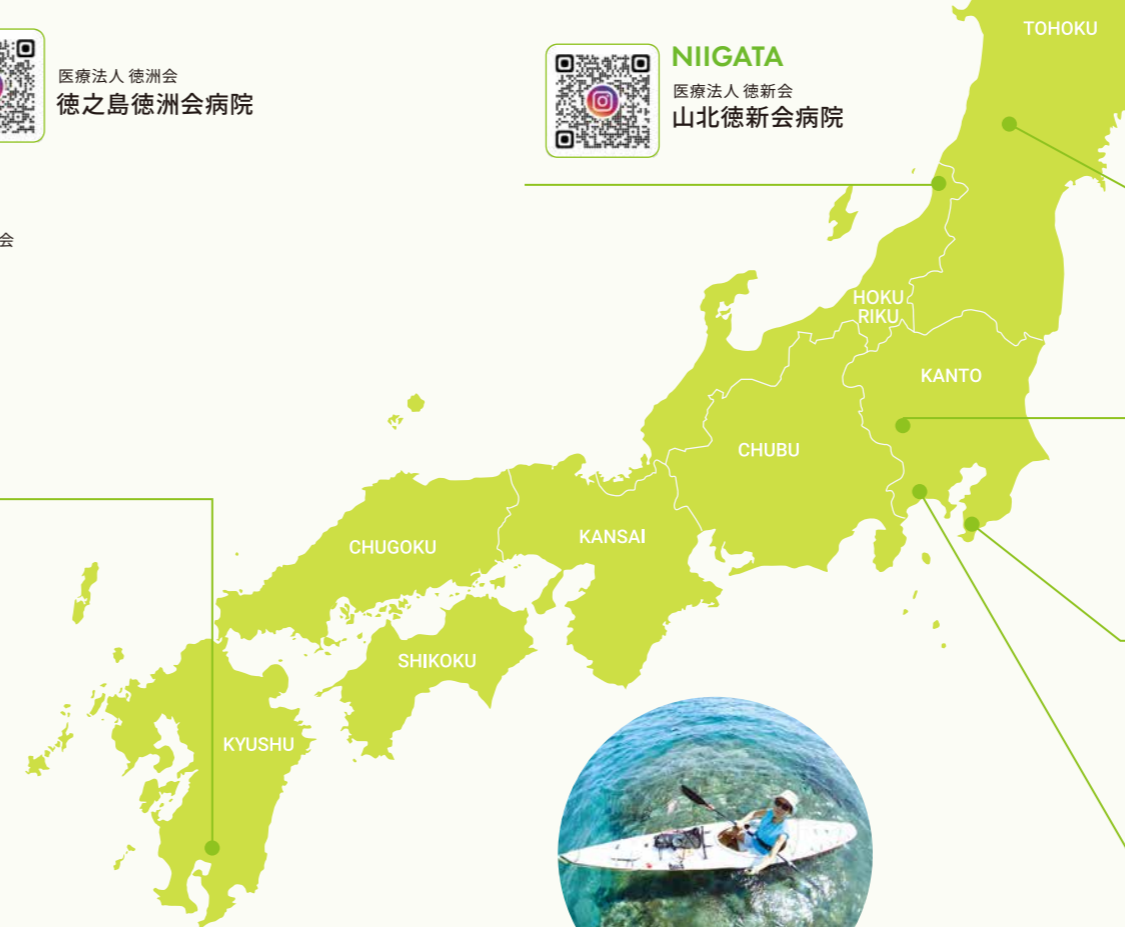 TOHOKU
医療法人 徳洲会
徳之島徳洲会病院
NIIGATA
医療法人 徳新会
山北徳新会病院
会
HOKU
RIKU
KANTO
CHUBU
KANSAI
CHUGOKU
SHIKOKU
KYUSHU